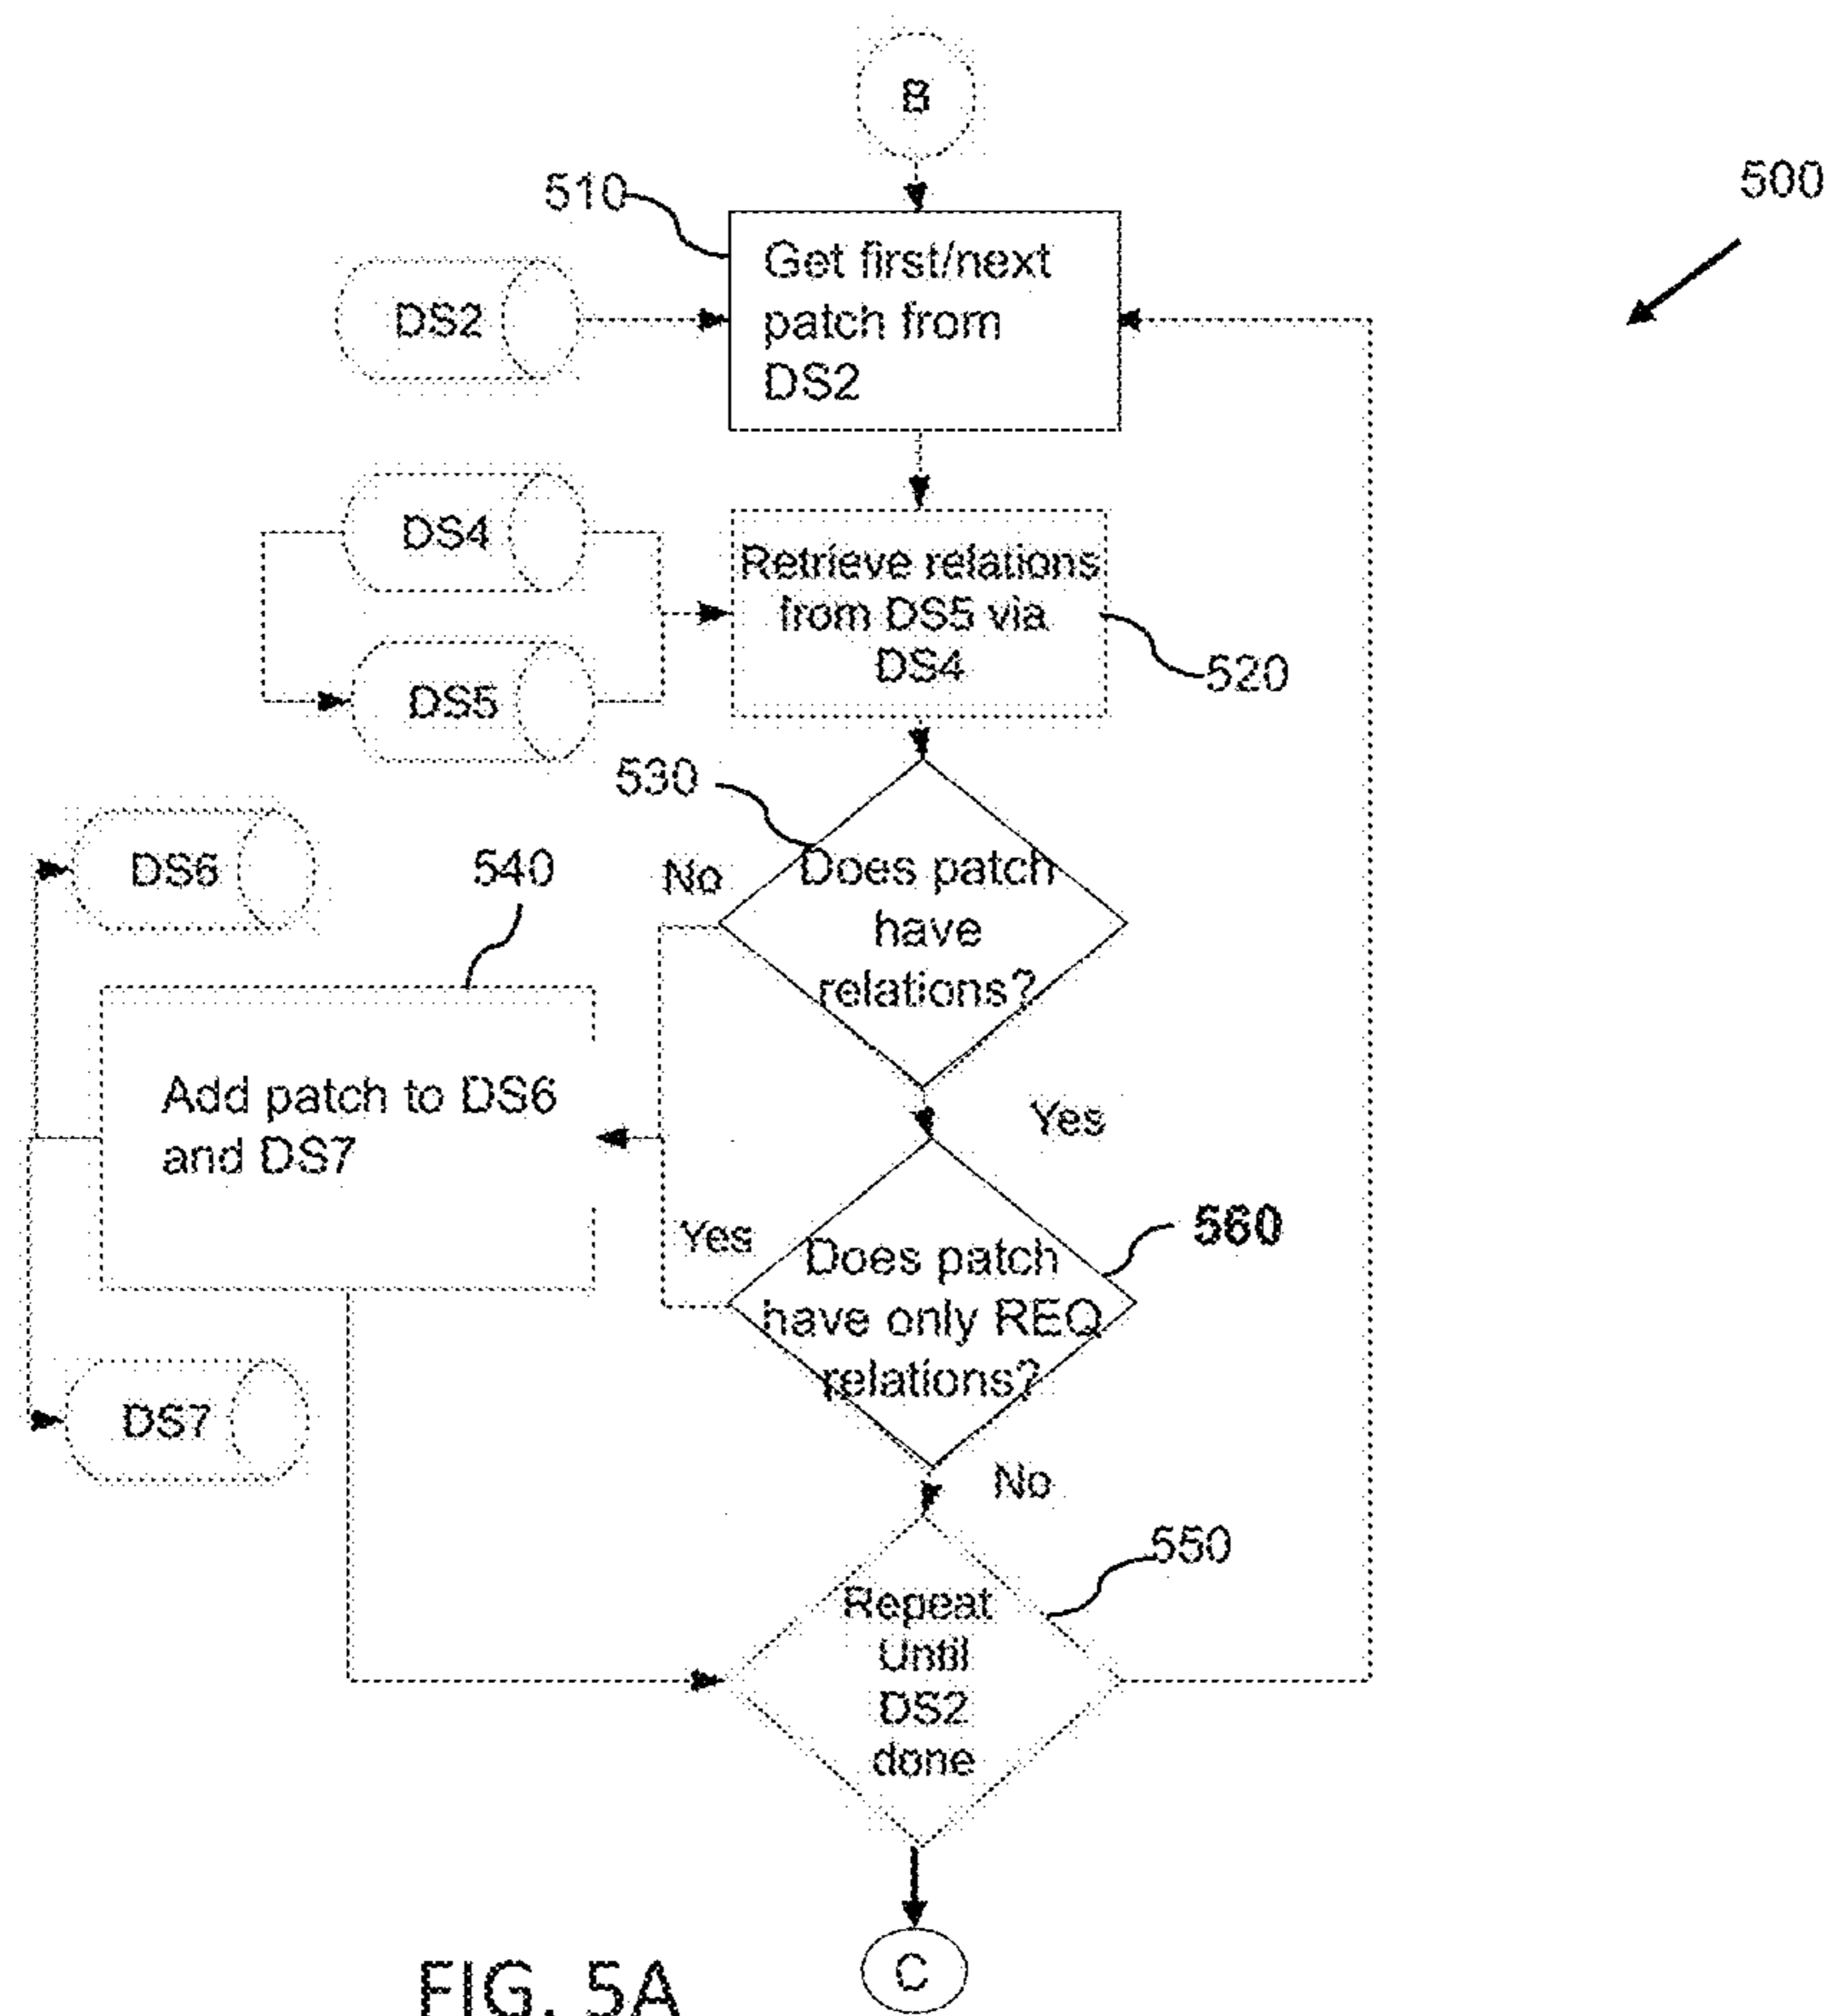 B
500
510
Get first/next
patch from
DS2
DS2
DS4
Retrieve relations
from DS5 via
DS4
520
DS5
530
DS6
540
No
Does patch
have
relations?
Add patch to DS6
and DS7
Yes
Yes
560
Does patch
have only REQ
relations?
DS7
No
550
Repeat
Until
DS2
done
C
FIG. 5A